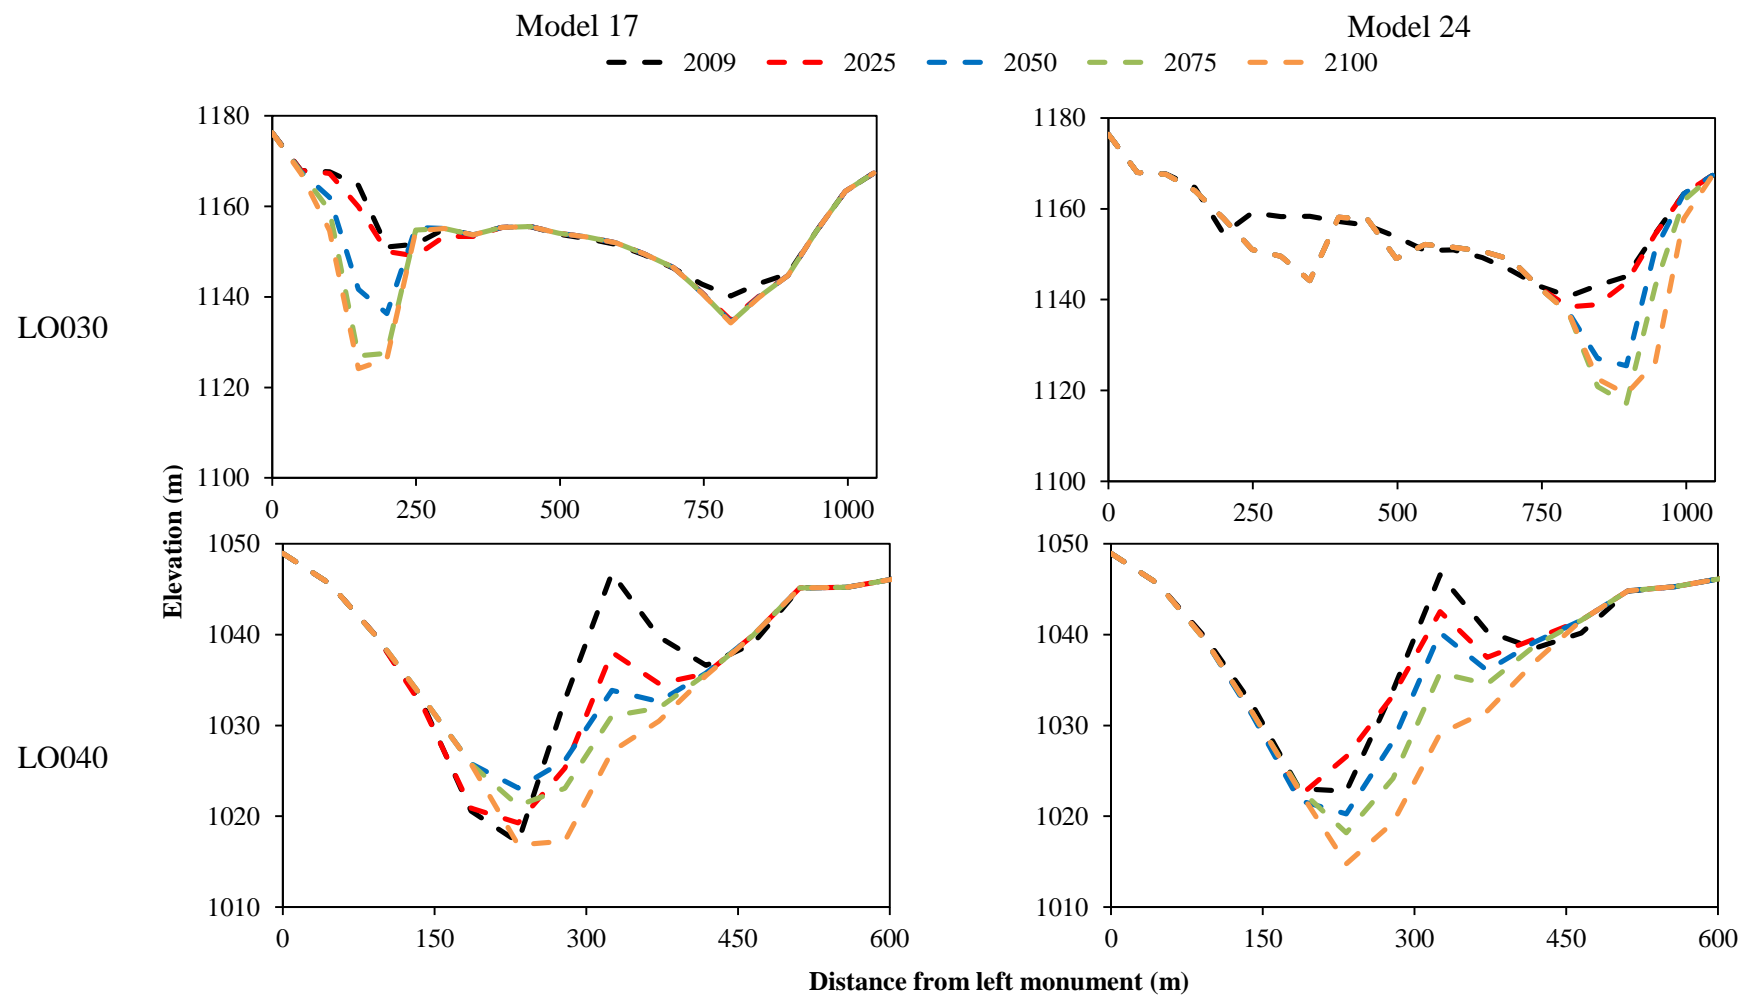 Model 17
Model 24
2009 2025 2050 2075 2100
LO030
LO040
Elevation (m)
1180
1160
1140
1120
1100
0 250 500 750 1000
1180
1160
1140
1120
1100
0 250 500 750 1000
1050
1040
1030
1020
1010
0 150 300 450 600
1050
1040
1030
1020
1010
0 150 300 450 600
Distance from left monument (m)